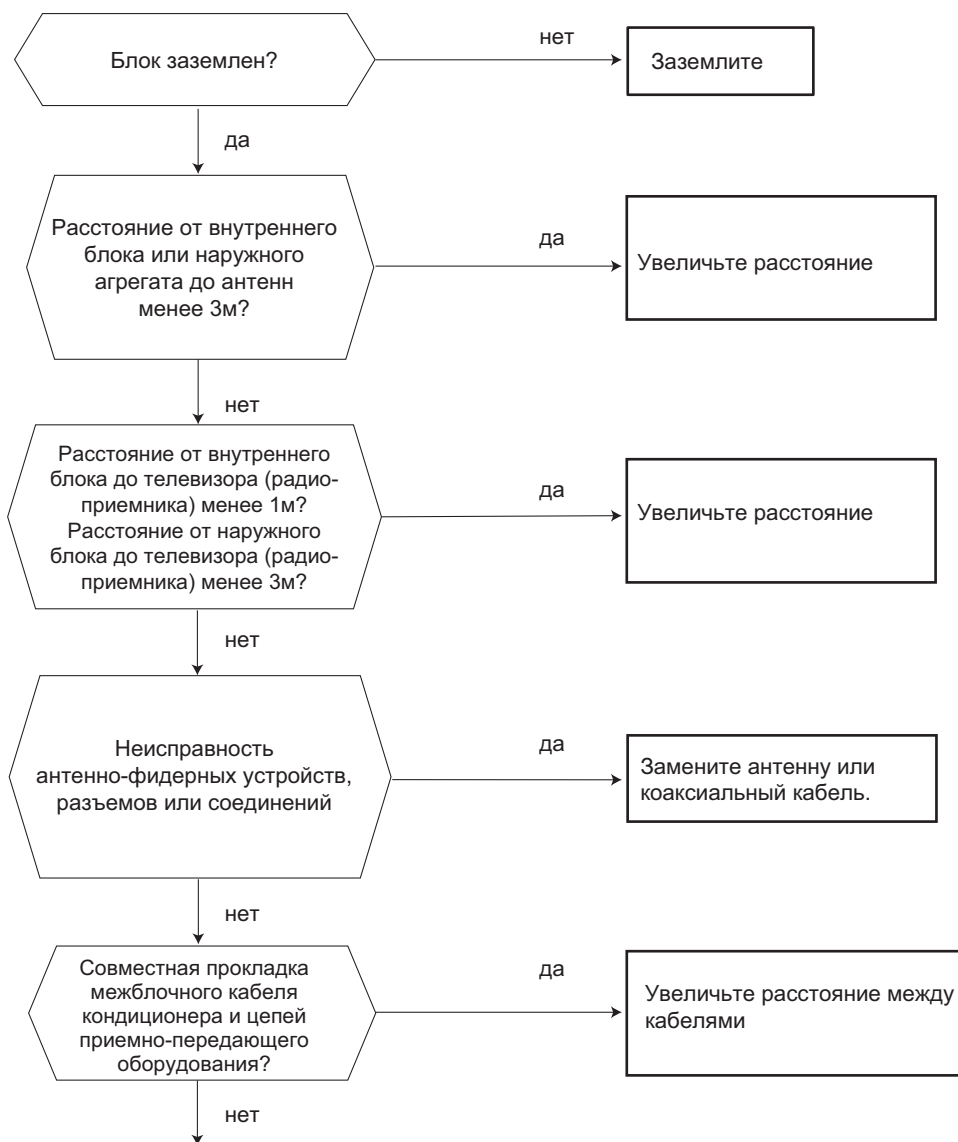 Блок заземлен?
нет
Заземлите
да
Расстояние от внутреннего
блока или наружного
агрегата до антенн
менее 3м?
да
Увеличьте расстояние
нет
Расстояние от внутреннего
блока до телевизора (радио-
приемника) менее 1м?
Расстояние от наружного
блока до телевизора (радио-
приемника) менее 3м?
да
Увеличьте расстояние
нет
Неисправность
антенно-фидерных устройств,
разъемов или соединений
да
Замените антенну или
коаксиальный кабель.
нет
Совместная прокладка
межблочного кабеля
кондиционера и цепей
приемно-передающего
оборудования?
да
Увеличьте расстояние между
кабелями
нет